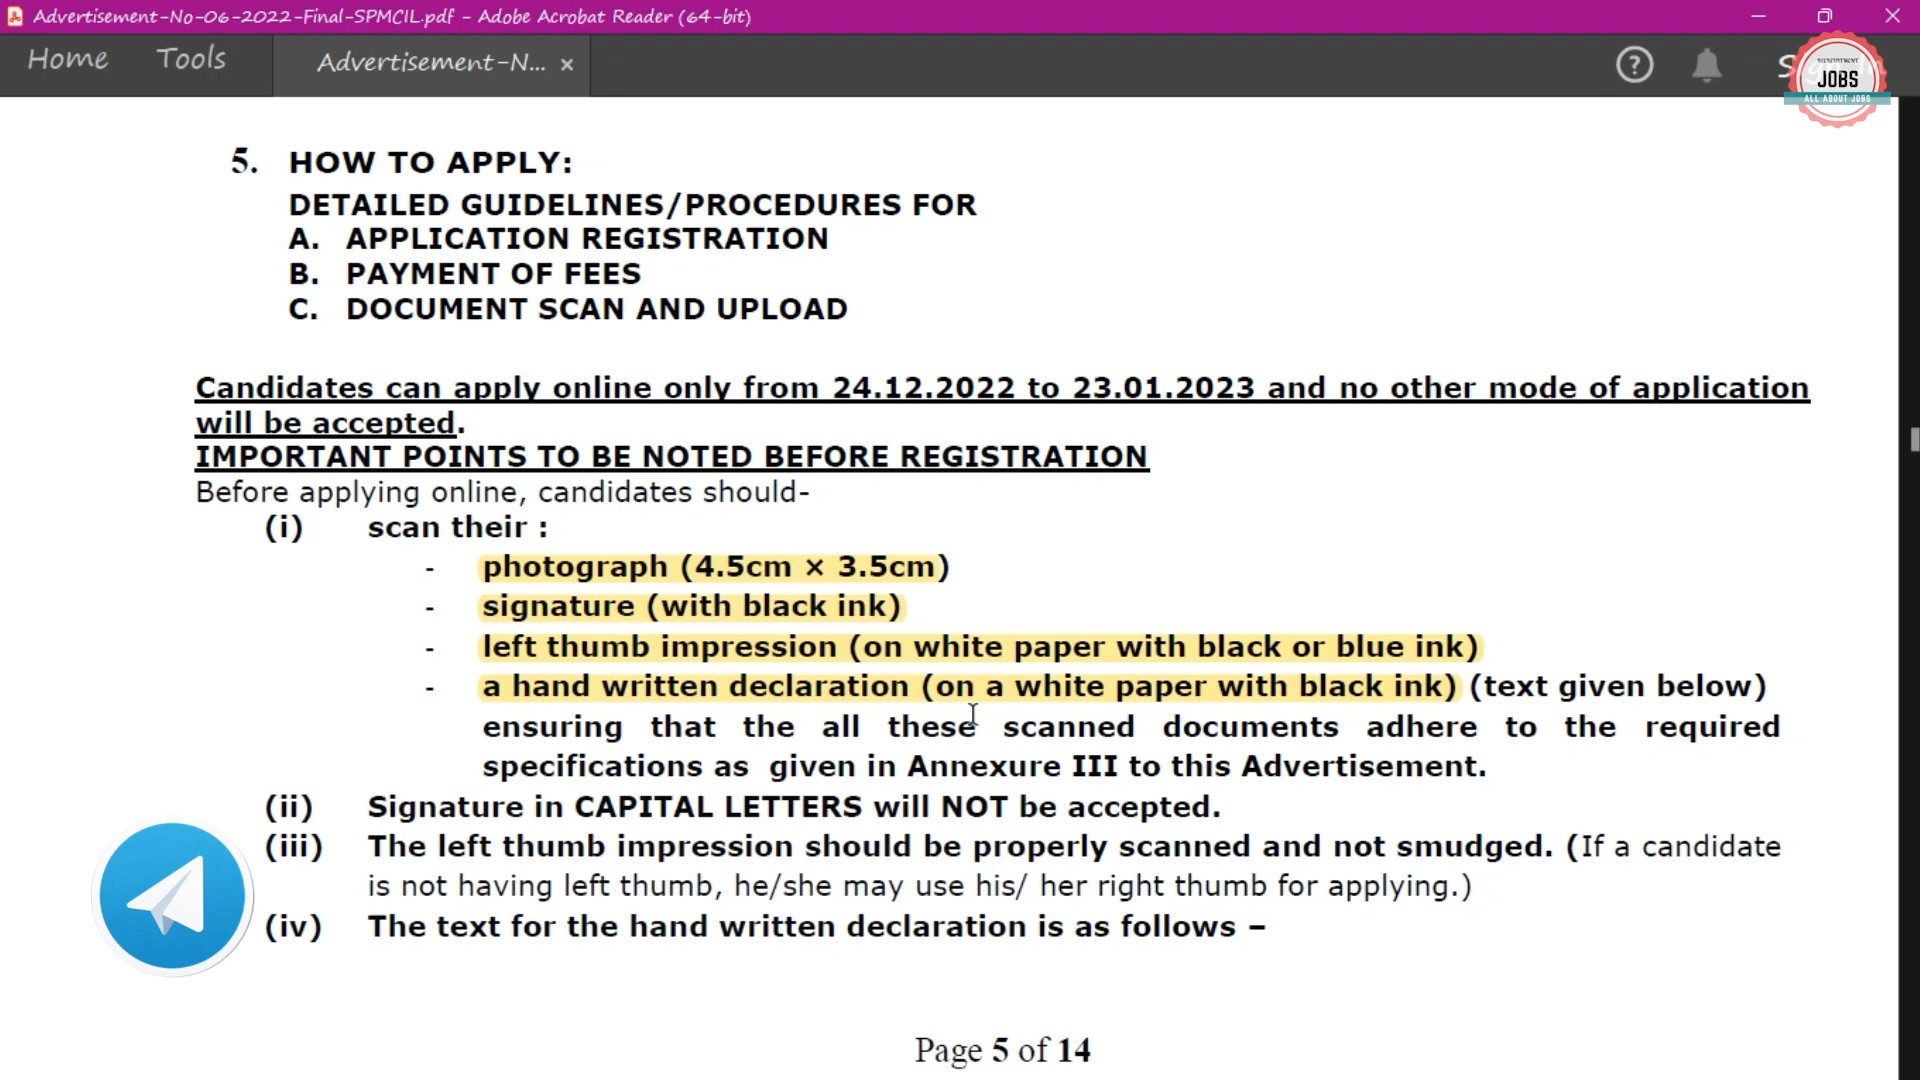 Advertisement-No-06-2022-Final-SPMCIL.pdf - Adobe Acrobat Reader (64-bit)
Home Tools Advertisement-N... ×
RECRUITMENT
JOBS
ALL ABOUT JOBS
5. HOW TO APPLY:
DETAILED GUIDELINES/PROCEDURES FOR
A. APPLICATION REGISTRATION
B. PAYMENT OF FEES
C. DOCUMENT SCAN AND UPLOAD
Candidates can apply online only from 24.12.2022 to 23.01.2023 and no other mode of application
will be accepted.
IMPORTANT POINTS TO BE NOTED BEFORE REGISTRATION
Before applying online, candidates should-
(i) scan their :
- photograph (4.5cm × 3.5cm)
- signature (with black ink)
- left thumb impression (on white paper with black or blue ink)
- a hand written declaration (on a white paper with black ink) (text given below)
ensuring that the all these scanned documents adhere to the required
specifications as given in Annexure III to this Advertisement.
(ii) Signature in CAPITAL LETTERS will NOT be accepted.
(iii) The left thumb impression should be properly scanned and not smudged. (If a candidate
is not having left thumb, he/she may use his/ her right thumb for applying.)
(iv) The text for the hand written declaration is as follows –
Page 5 of 14